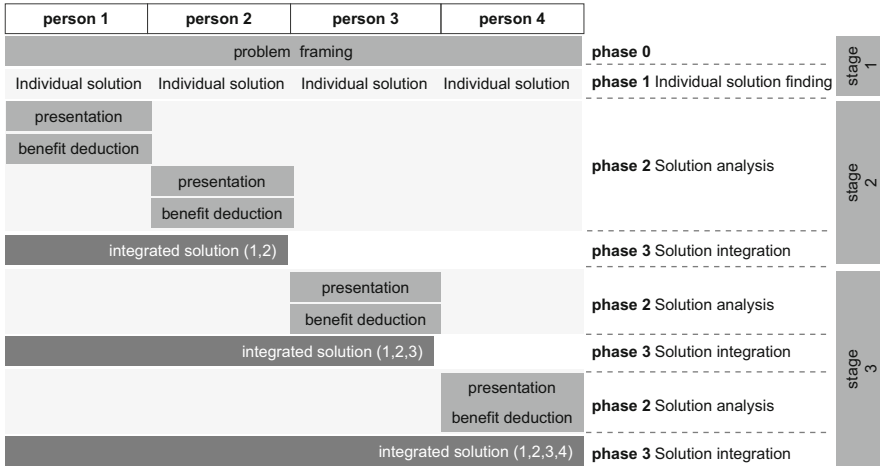 person 1 person 2 person 3 person 4
problem framing phase 0
Individual solution Individual solution Individual solution Individual solution phase 1 Individual solution finding
stage
1
presentation
benefit deduction
presentation
benefit deduction
phase 2 Solution analysis
integrated solution (1,2) phase 3 Solution integration
stage
2
presentation
benefit deduction
phase 2 Solution analysis
integrated solution (1,2,3) phase 3 Solution integration
presentation
benefit deduction
phase 2 Solution analysis
integrated solution (1,2,3,4) phase 3 Solution integration
stage
3